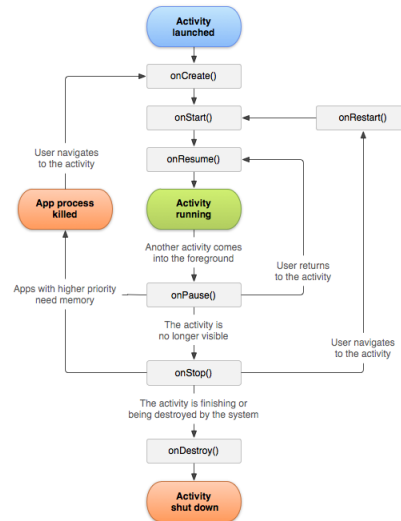 Activity
launched
onCreate()
onStart()
onRestart()
User navigates
to the activity
onResume()
App process
killed
Activity
running
Another activity comes
into the foreground
User returns
to the activity
Apps with higher priority
need memory
onPause()
The activity is
no longer visible
User navigates
to the activity
onStop()
The activity is finishing or
being destroyed by the system
onDestroy()
Activity
shut down